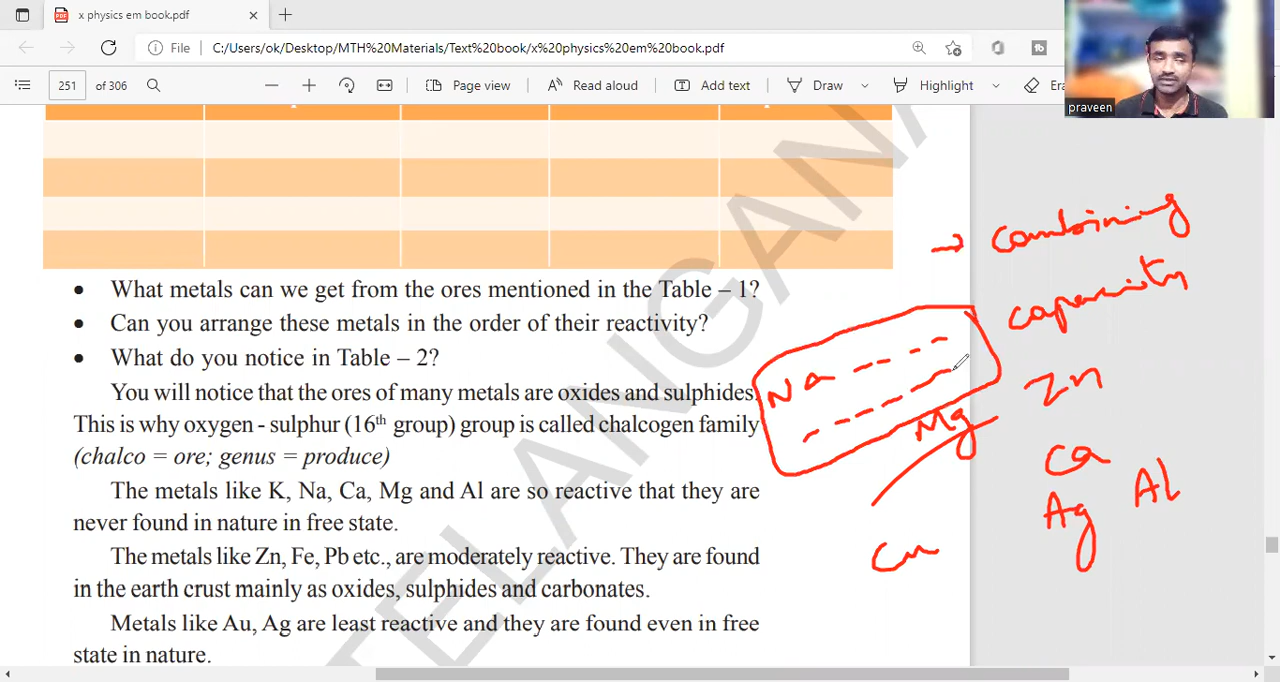 x physics em book.pdf
File
C:/Users/ok/Desktop/MTH%20Materials/Text%20book/x%20physics%20em%20book.pdf
251 of 306
Page view
Read aloud
Add text
Draw
Highlight
praveen
• What metals can we get from the ores mentioned in the Table – 1?
• Can you arrange these metals in the order of their reactivity?
• What do you notice in Table – 2?
You will notice that the ores of many metals are oxides and sulphides.
This is why oxygen - sulphur (16th group) group is called chalcogen family
(chalco = ore; genus = produce)
The metals like K, Na, Ca, Mg and Al are so reactive that they are
never found in nature in free state.
The metals like Zn, Fe, Pb etc., are moderately reactive. They are found
in the earth crust mainly as oxides, sulphides and carbonates.
Metals like Au, Ag are least reactive and they are found even in free
state in nature.
TELANGANA
→ combining
Na
Zn
Mg
Ca
Ag Al
Cu